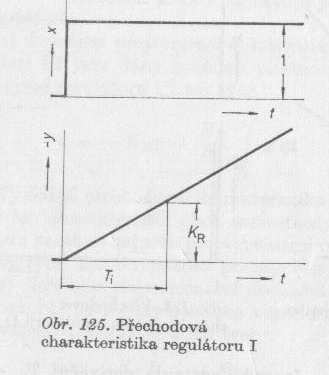 x
1
t
-y
K_R
T_i
t
Obr. 125. Přechodová
charakteristika regulátoru I